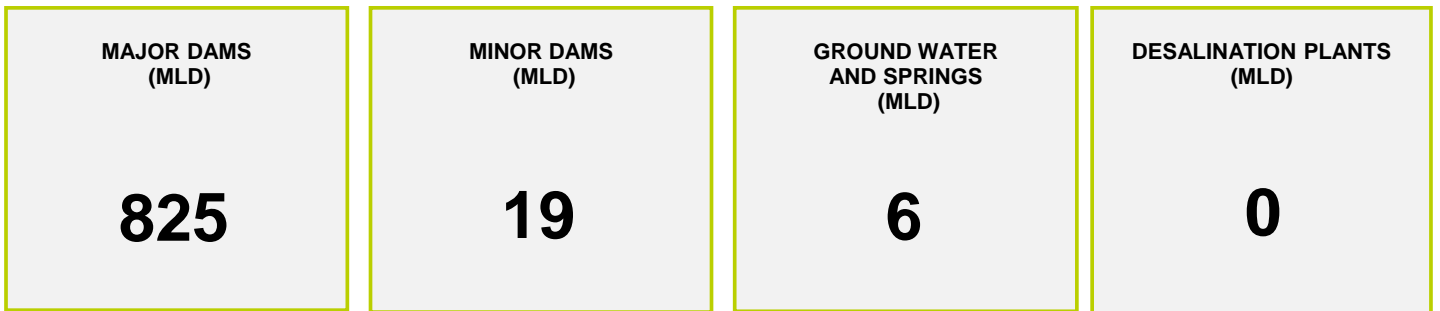 MAJOR DAMS
(MLD)
825
MINOR DAMS
(MLD)
19
GROUND WATER
AND SPRINGS
(MLD)
6
DESALINATION PLANTS
(MLD)
0